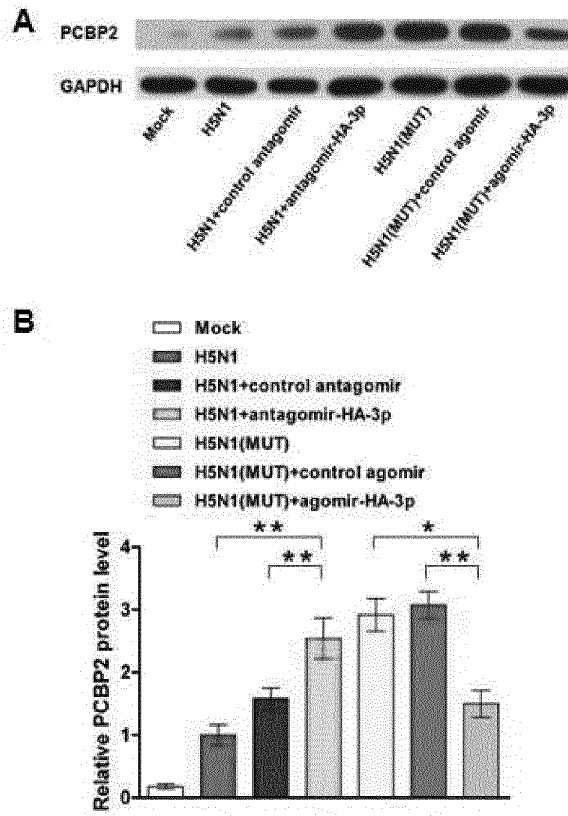 A
PCBP2
GAPDH
Mock
H5N1
H5N1+control antagomir
H5N1+antagomir-HA-3p
H5N1(MUT)
H5N1(MUT)+control agomir
H5N1(MUT)+agomir-HA-3p
B
Mock
H5N1
H5N1+control antagomir
H5N1+antagomir-HA-3p
H5N1(MUT)
H5N1(MUT)+control agomir
H5N1(MUT)+agomir-HA-3p
** *
** **
Relative PCBP2 protein level
4
3
2
1
0